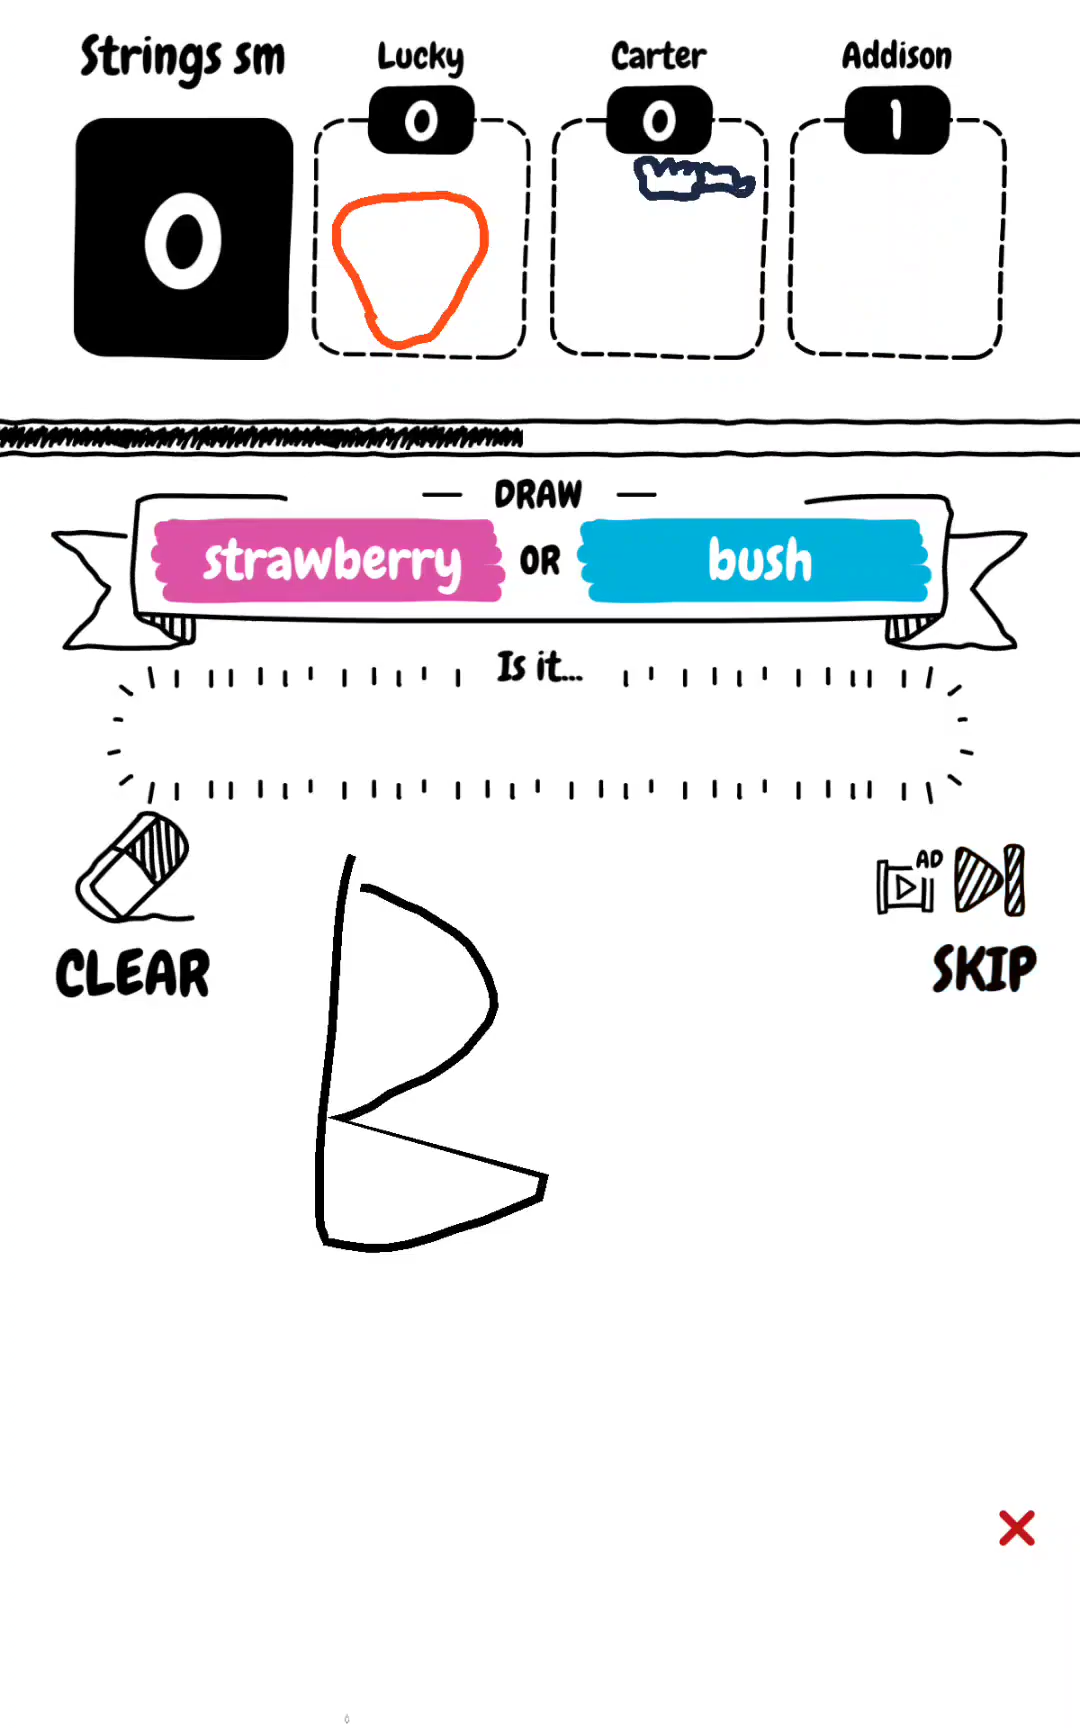 Strings sm
Lucky
Carter
Addison
0
0
0
1
DRAW
strawberry OR bush
Is it...
AD
CLEAR
SKIP
B